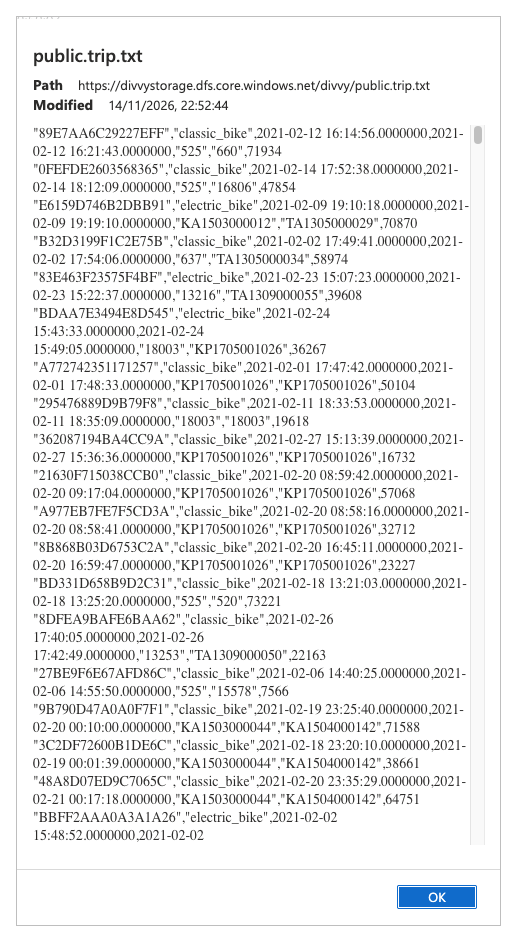 public.trip.txt
Path https://divvystorage.dfs.core.windows.net/divvy/public.trip.txt
Modified 14/11/2026, 22:52:44
"89E7AA6C29227EFF","classic_bike",2021-02-12 16:14:56.0000000,2021-
02-12 16:21:43.0000000,"525","660",71934
"0FEFDE2603568365","classic_bike",2021-02-14 17:52:38.0000000,2021-
02-14 18:12:09.0000000,"525","16806",47854
"E6159D746B2DBB91","electric_bike",2021-02-09 19:10:18.0000000,2021-
02-09 19:19:10.0000000,"KA1503000012","TA1305000029",70870
"B32D3199F1C2E75B","classic_bike",2021-02-02 17:49:41.0000000,2021-
02-02 17:54:06.0000000,"637","TA1305000034",58974
"83E463F23575F4BF","electric_bike",2021-02-23 15:07:23.0000000,2021-
02-23 15:22:37.0000000,"13216","TA1309000055",39608
"BDAA7E3494E8D545","electric_bike",2021-02-24
15:43:33.0000000,2021-02-24
15:49:05.0000000,"18003","KP1705001026",36267
"A772742351171257","classic_bike",2021-02-01 17:47:42.0000000,2021-
02-01 17:48:33.0000000,"KP1705001026","KP1705001026",50104
"295476889D9B79F8","classic_bike",2021-02-11 18:33:53.0000000,2021-
02-11 18:35:09.0000000,"18003","18003",19618
"362087194BA4CC9A","classic_bike",2021-02-27 15:13:39.0000000,2021-
02-27 15:36:36.0000000,"KP1705001026","KP1705001026",16732
"21630F715038CCB0","classic_bike",2021-02-20 08:59:42.0000000,2021-
02-20 09:17:04.0000000,"KP1705001026","KP1705001026",57068
"A977EB7FE7F5CD3A","classic_bike",2021-02-20 08:58:16.0000000,2021-
02-20 08:58:41.0000000,"KP1705001026","KP1705001026",32712
"8B868B03D6753C2A","classic_bike",2021-02-20 16:45:11.0000000,2021-
02-20 16:59:47.0000000,"KP1705001026","KP1705001026",23227
"BD331D658B9D2C31","classic_bike",2021-02-18 13:21:03.0000000,2021-
02-18 13:25:20.0000000,"525","520",73221
"8DFEA9BAFE6BAA62","classic_bike",2021-02-26
17:40:05.0000000,2021-02-26
17:42:49.0000000,"13253","TA1309000050",22163
"27BE9F6E67AFD86C","classic_bike",2021-02-06 14:40:25.0000000,2021-
02-06 14:55:50.0000000,"525","15578",7566
"9B790D47A0A0F7F1","classic_bike",2021-02-19 23:25:40.0000000,2021-
02-20 00:10:00.0000000,"KA1503000044","KA1504000142",71588
"3C2DF72600B1DE6C","classic_bike",2021-02-18 23:20:10.0000000,2021-
02-19 00:01:39.0000000,"KA1503000044","KA1504000142",38661
"48A8D07ED9C7065C","classic_bike",2021-02-20 23:35:29.0000000,2021-
02-21 00:17:18.0000000,"KA1503000044","KA1504000142",64751
"BBFF2AAA0A3A1A26","electric_bike",2021-02-02
15:48:52.0000000,2021-02-02
OK